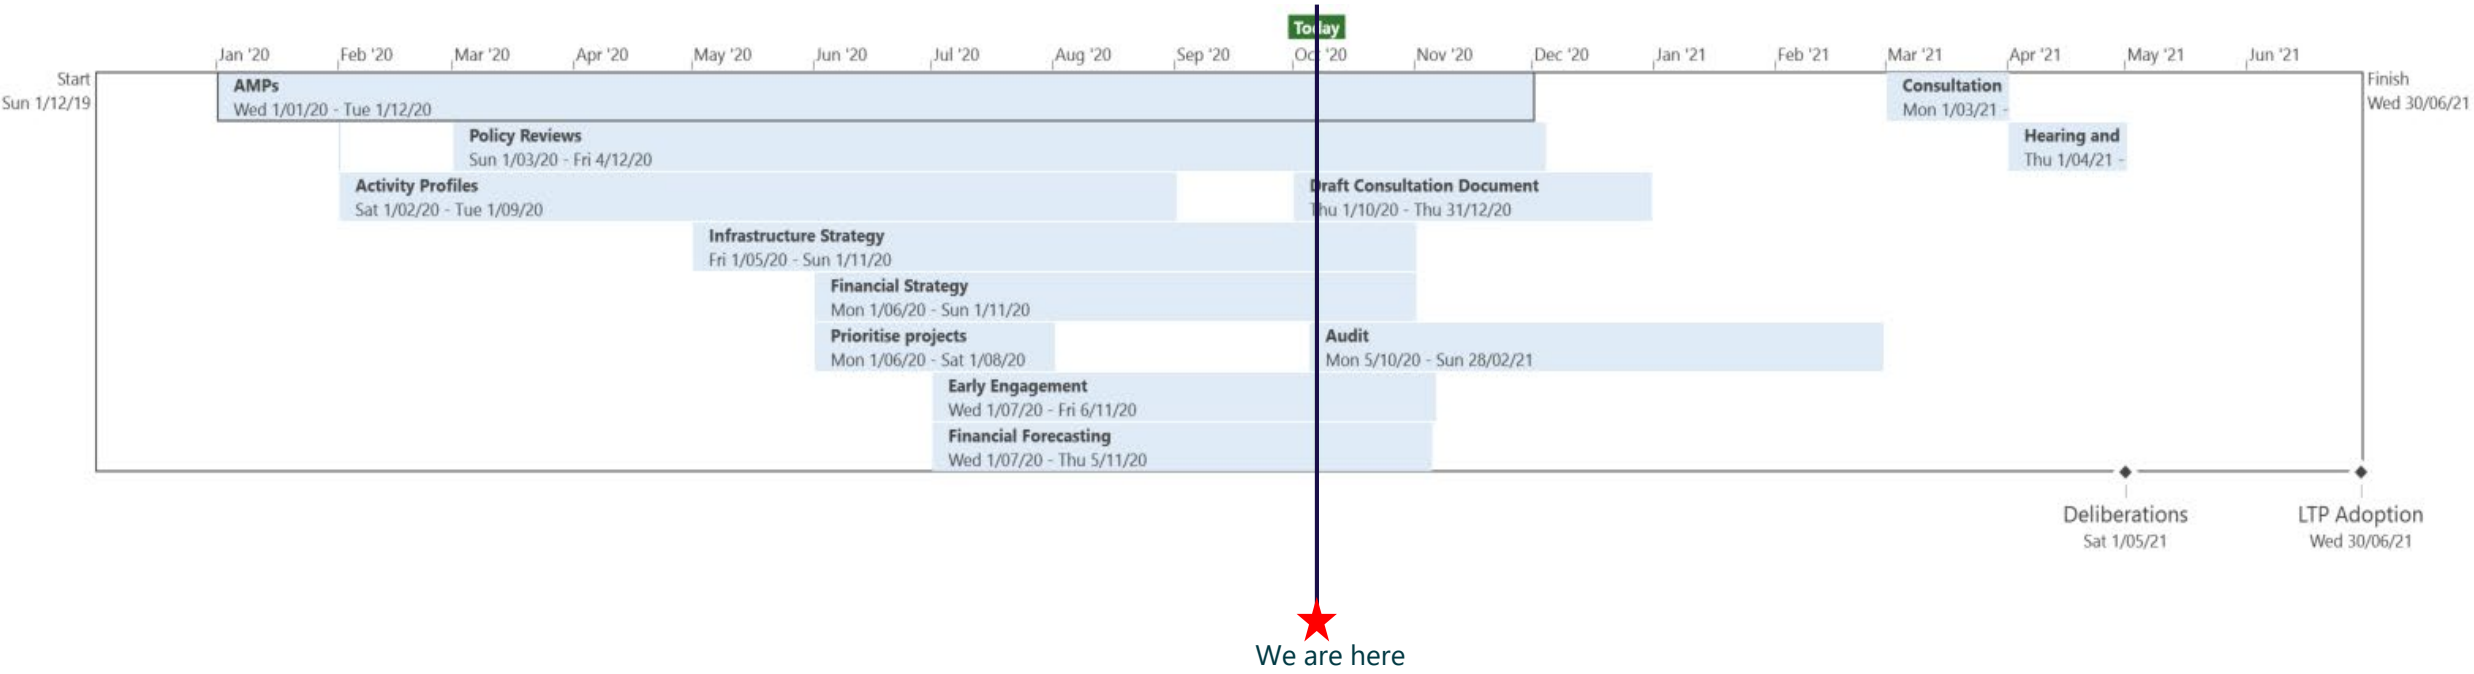 Today
Jan '20 Feb '20 Mar '20 Apr '20 May '20 Jun '20 Jul '20 Aug '20 Sep '20 Oct '20 Nov '20 Dec '20 Jan '21 Feb '21 Mar '21 Apr '21 May '21 Jun '21
Start
Sun 1/12/19
Finish
Wed 30/06/21
AMPs
Wed 1/01/20 - Tue 1/12/20
Consultation
Mon 1/03/21 -
Policy Reviews
Sun 1/03/20 - Fri 4/12/20
Hearing and
Thu 1/04/21 -
Activity Profiles
Sat 1/02/20 - Tue 1/09/20
Draft Consultation Document
Thu 1/10/20 - Thu 31/12/20
Infrastructure Strategy
Fri 1/05/20 - Sun 1/11/20
Financial Strategy
Mon 1/06/20 - Sun 1/11/20
Prioritise projects
Mon 1/06/20 - Sat 1/08/20
Audit
Mon 5/10/20 - Sun 28/02/21
Early Engagement
Wed 1/07/20 - Fri 6/11/20
Financial Forecasting
Wed 1/07/20 - Thu 5/11/20
Deliberations
Sat 1/05/21
LTP Adoption
Wed 30/06/21
We are here